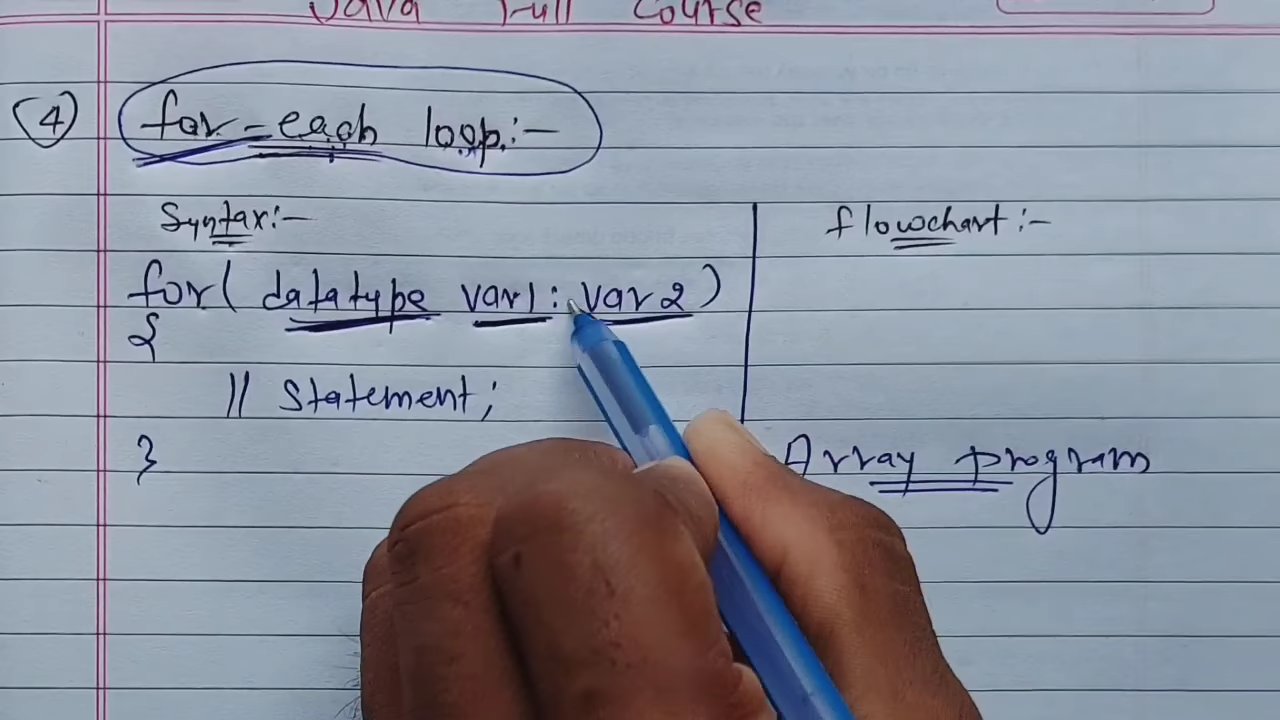 Java Full Course
(4) for-each loop:-
Syntax:-
for( datatype var1 : var2 )
{
// Statement;
}
flowchart:-
Array program